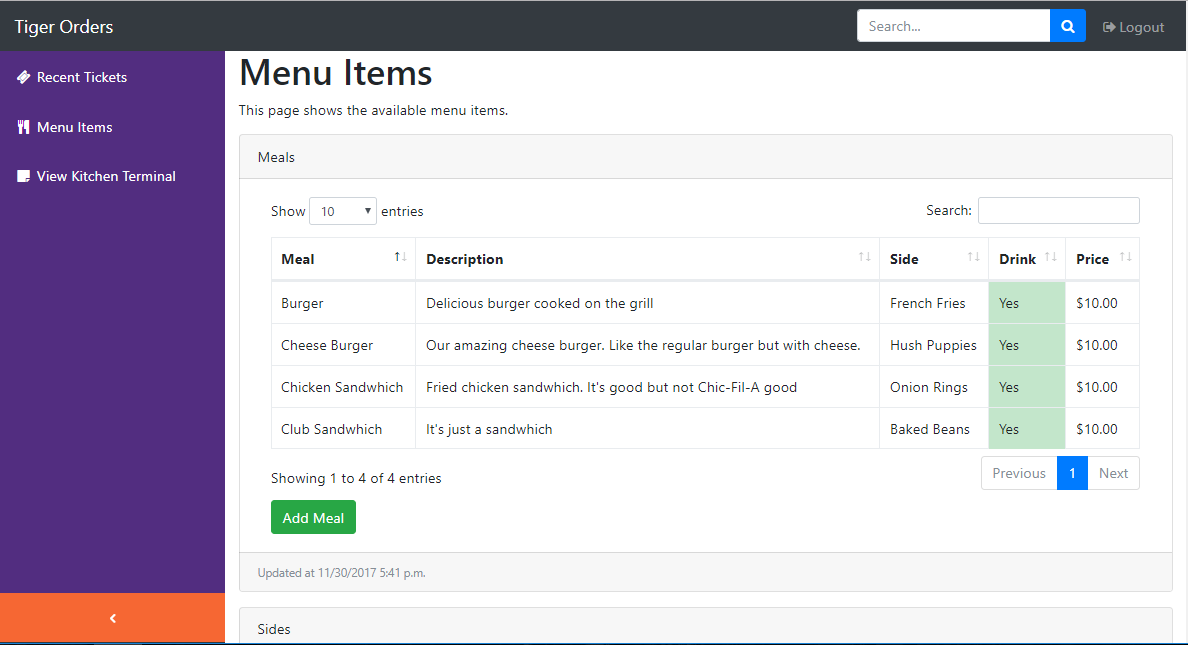 Tiger Orders
Search...
Logout
Recent Tickets
Menu Items
View Kitchen Terminal
Menu Items
This page shows the available menu items.
Meals
Show 10 entries
Search:
Meal Description Side Drink Price
Burger Delicious burger cooked on the grill French Fries Yes $10.00
Cheese Burger Our amazing cheese burger. Like the regular burger but with cheese. Hush Puppies Yes $10.00
Chicken Sandwhich Fried chicken sandwhich. It's good but not Chic-Fil-A good Onion Rings Yes $10.00
Club Sandwhich It's just a sandwhich Baked Beans Yes $10.00
Showing 1 to 4 of 4 entries
Previous 1 Next
Add Meal
Updated at 11/30/2017 5:41 p.m.
Sides